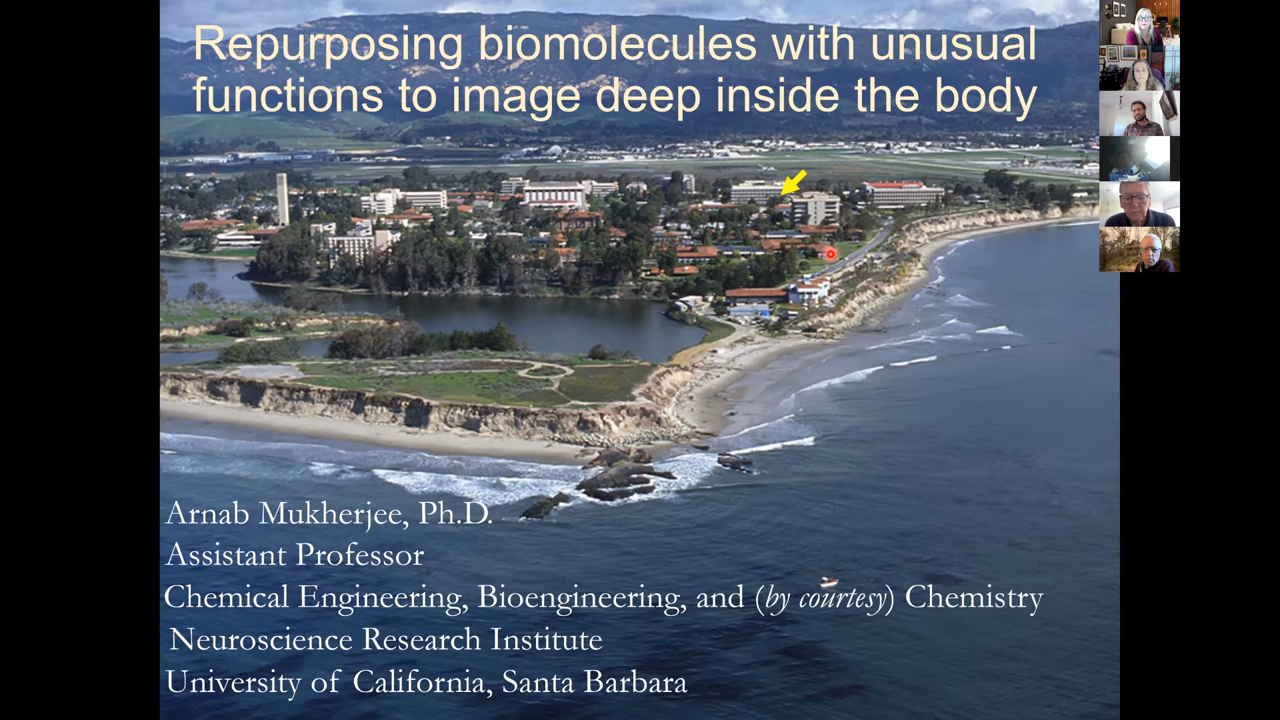 Repurposing biomolecules with unusual
functions to image deep inside the body
Arnab Mukherjee, Ph.D.
Assistant Professor
Chemical Engineering, Bioengineering, and (by courtesy) Chemistry
Neuroscience Research Institute
University of California, Santa Barbara